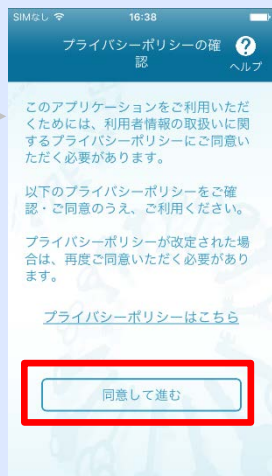 SIMなし 16:38
プライバシーポリシーの確
認
?
ヘルプ
このアプリケーションをご利用いただ
くためには、利用者情報の取扱いに関
するプライバシーポリシーにご同意い
ただく必要があります。
以下のプライバシーポリシーをご確
認・ご同意のうえ、ご利用ください。
プライバシーポリシーが改定された場
合は、再度ご同意いただく必要があり
ます。
プライバシーポリシーはこちら
同意して進む